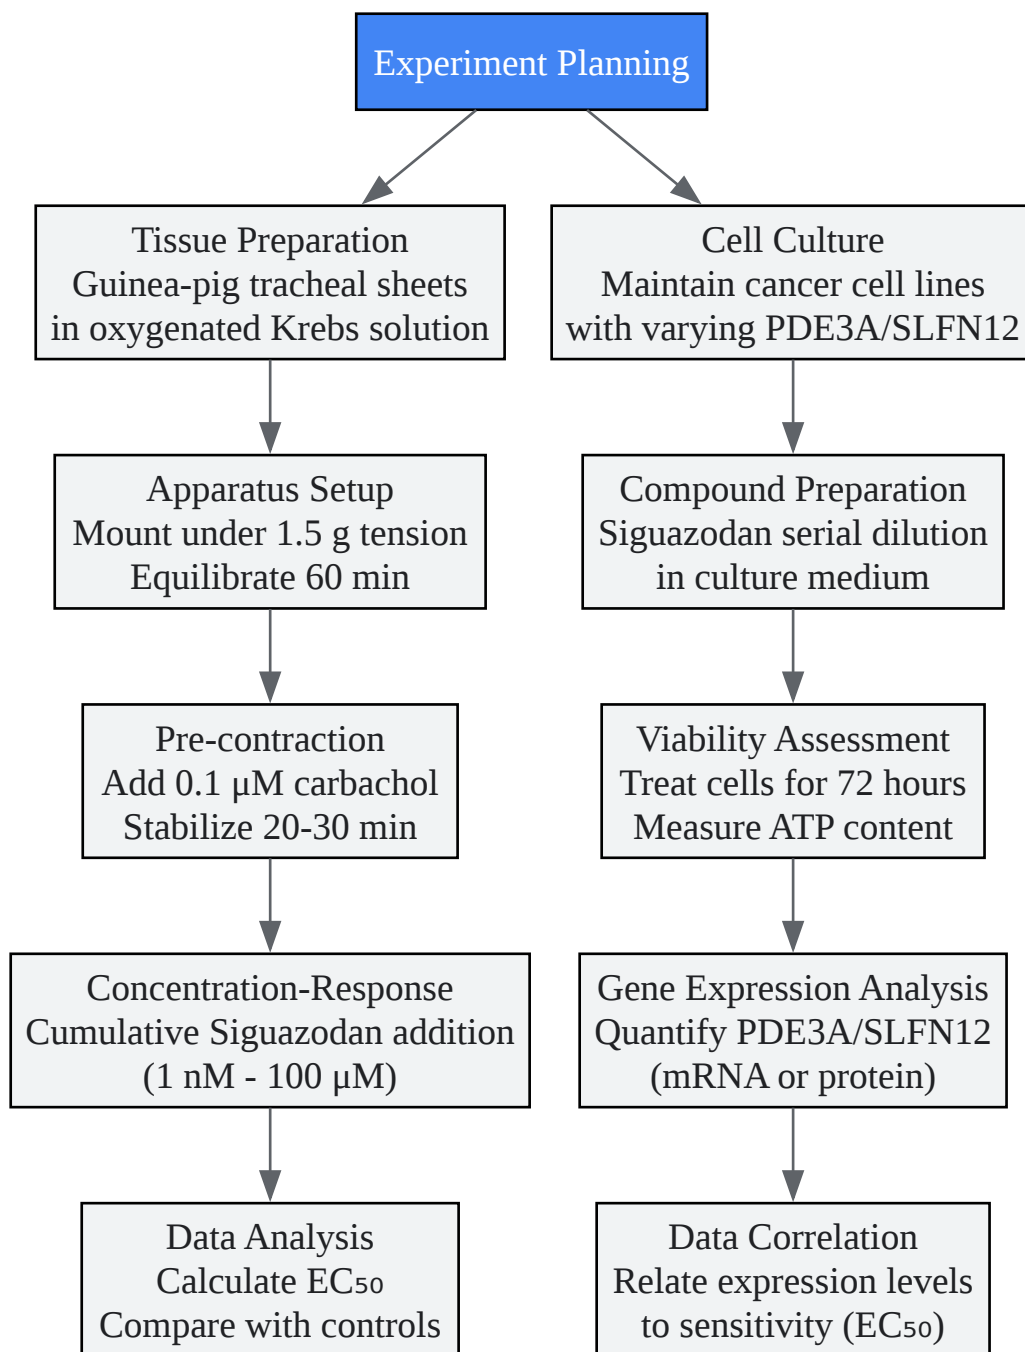 Experiment Planning
Tissue Preparation
Guinea-pig tracheal sheets
in oxygenated Krebs solution
Apparatus Setup
Mount under 1.5 g tension
Equilibrate 60 min
Pre-contraction
Add 0.1 μM carbachol
Stabilize 20-30 min
Concentration-Response
Cumulative Siguazodan addition
(1 nM - 100 μM)
Data Analysis
Calculate EC₅₀
Compare with controls
Cell Culture
Maintain cancer cell lines
with varying PDE3A/SLFN12
Compound Preparation
Siguazodan serial dilution
in culture medium
Viability Assessment
Treat cells for 72 hours
Measure ATP content
Gene Expression Analysis
Quantify PDE3A/SLFN12
(mRNA or protein)
Data Correlation
Relate expression levels
to sensitivity (EC₅₀)